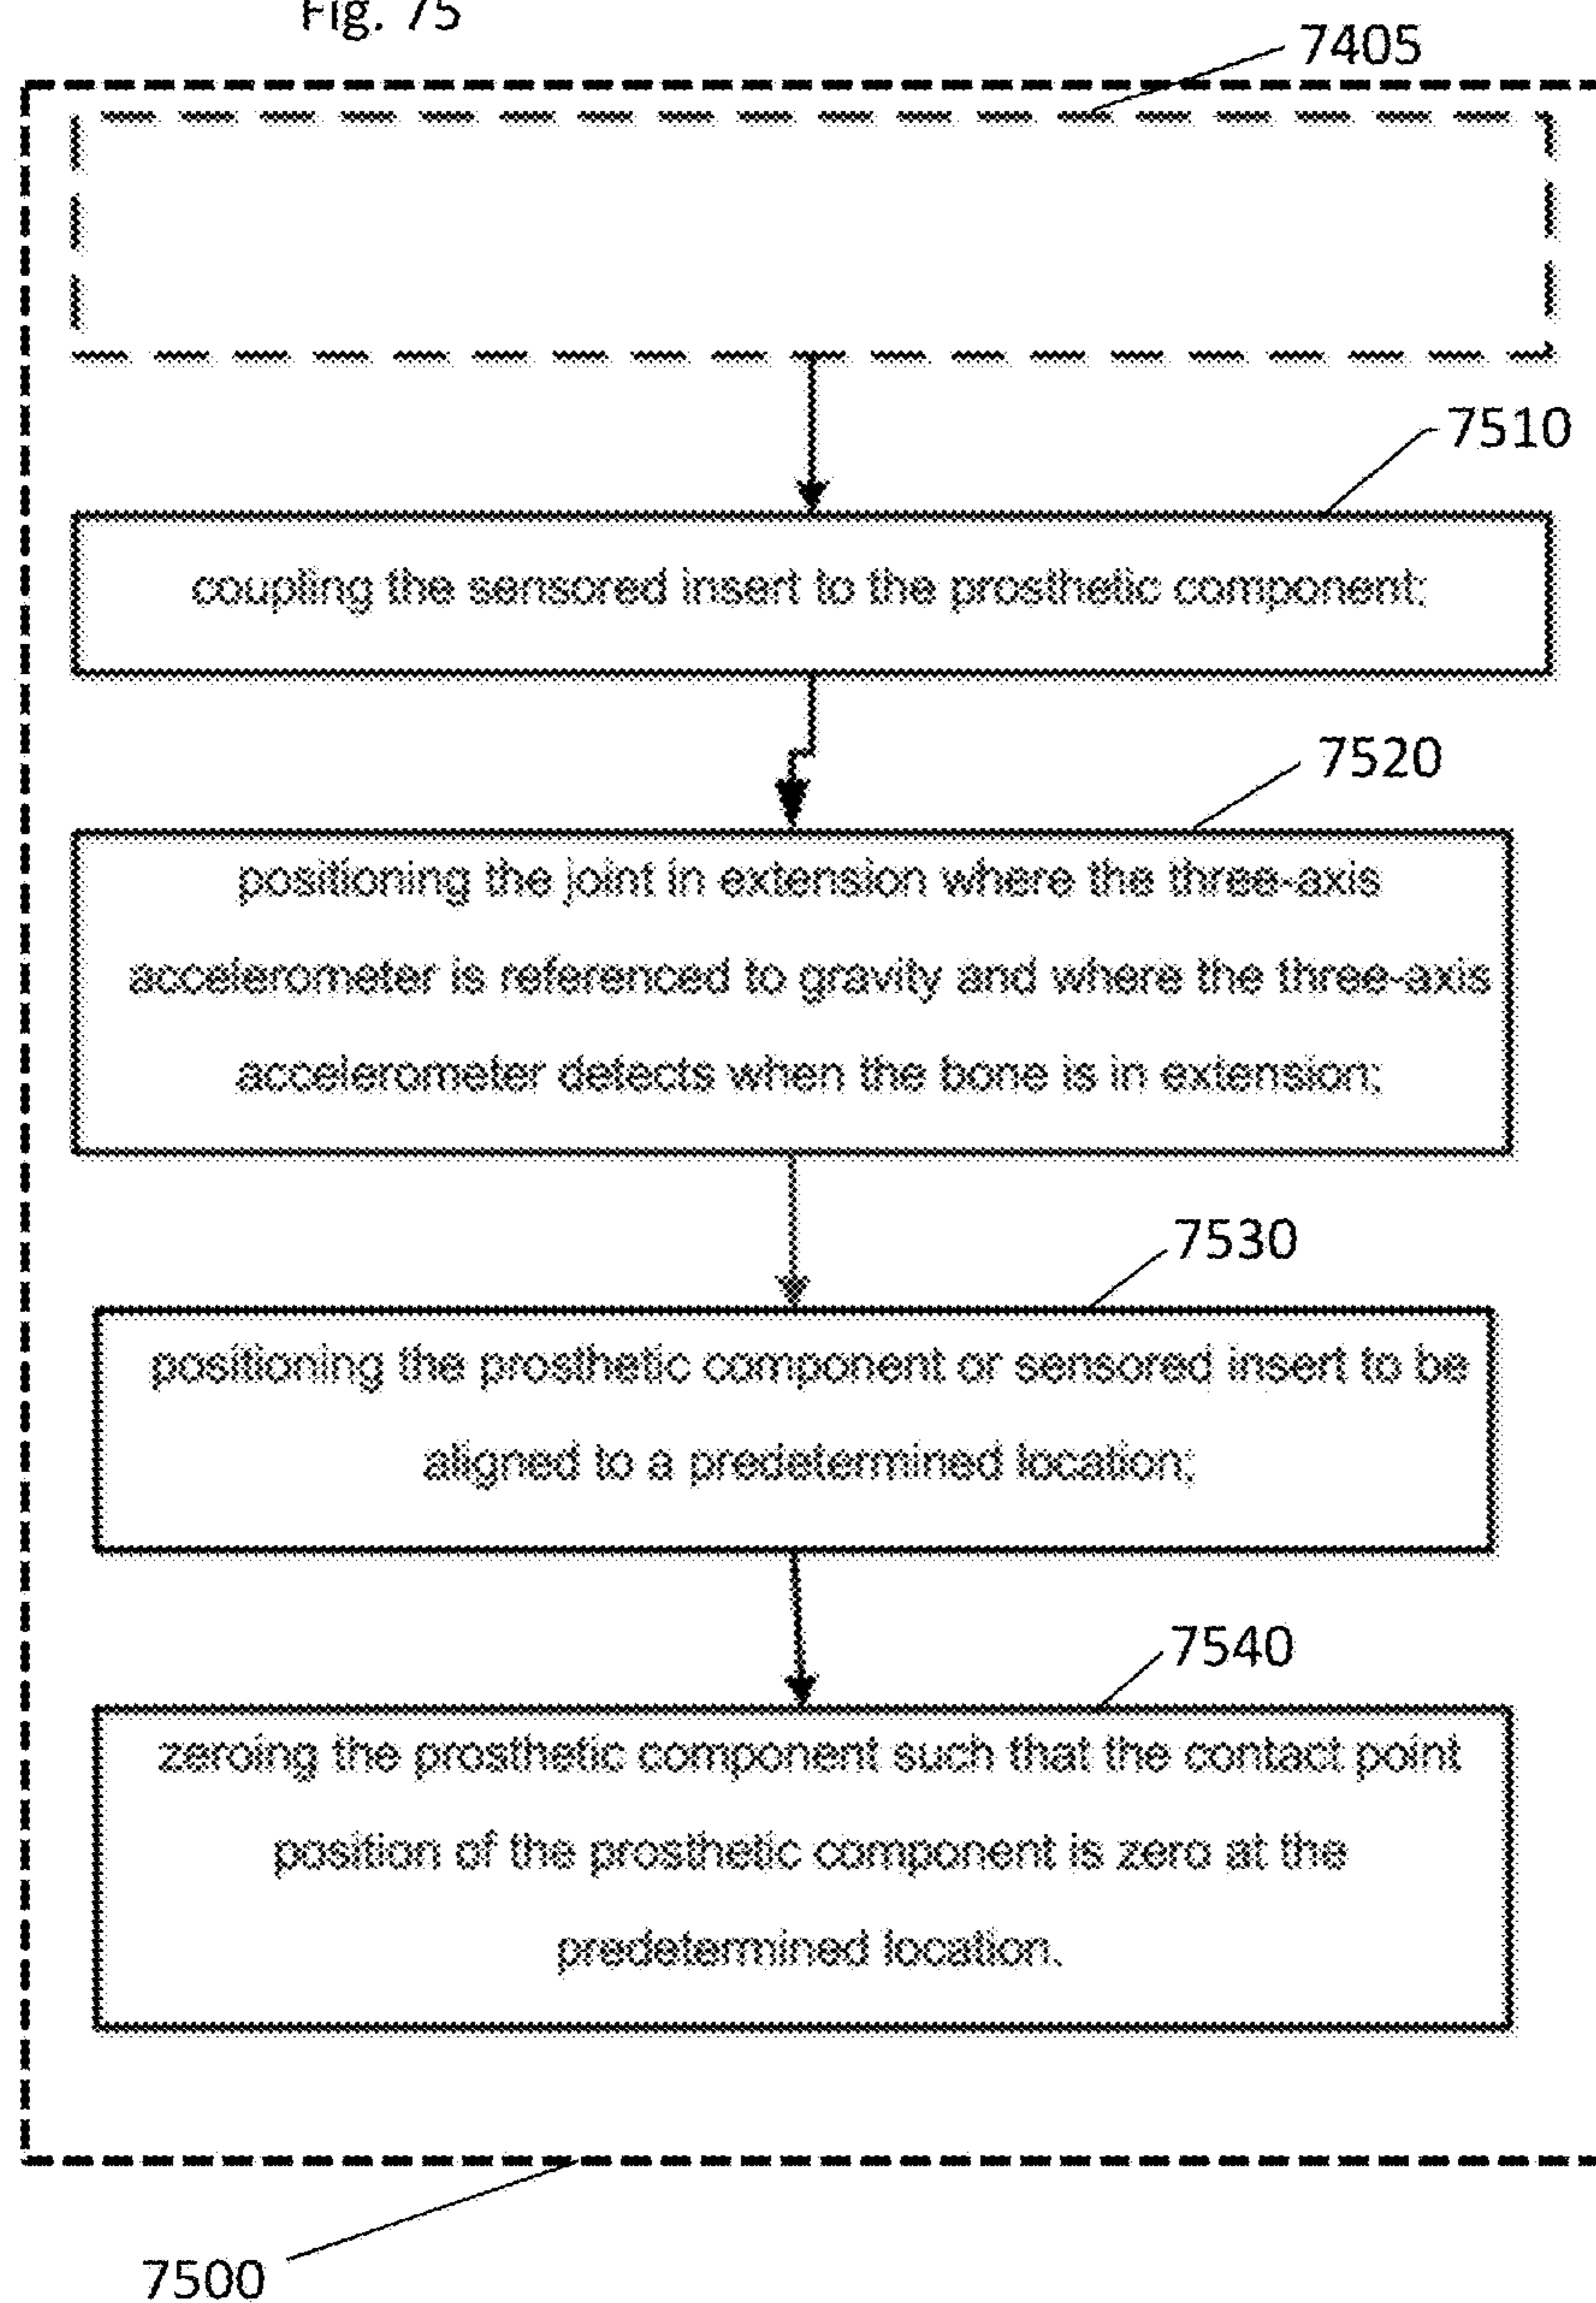 Fig. 75
7405
7510
coupling the sensored insert to the prosthetic component;
7520
positioning the joint in extension where the three-axis
accelerometer is referenced to gravity and where the three-axis
accelerometer detects when the bone is in extension;
7530
positioning the prosthetic component or sensored insert to be
aligned to a predetermined location;
7540
zeroing the prosthetic component such that the contact point
position of the prosthetic component is zero at the
predetermined location.
7500